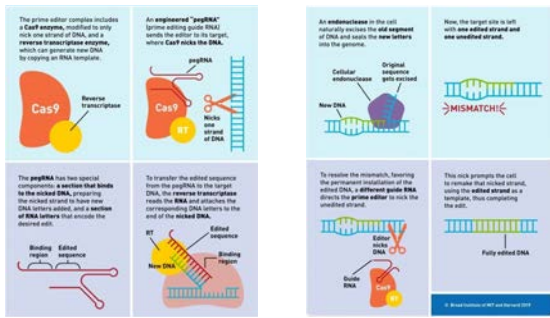 The prime editor complex includes
a Cas9 enzyme, modified to only
nick one strand of DNA, and a
reverse transcriptase enzyme,
which can generate new DNA
by copying an RNA template.
Cas9
Reverse
transcriptase
An engineered “pegRNA”
(prime editing guide RNA)
sends the editor to its target,
where Cas9 nicks the DNA.
pegRNA
Cas9
RT
Nicks
one
strand
of DNA
The pegRNA has two special
components: a section that binds
to the nicked DNA, preparing
the nicked strand to have new
DNA letters added, and a section
of RNA letters that encode the
desired edit.
Binding
region
Edited
sequence
To transfer the edited sequence
from the pegRNA to the target
DNA, the reverse transcriptase
reads the RNA and attaches the
corresponding DNA letters to the
end of the nicked DNA.
RT
Edited
sequence
New DNA
Binding
region
An endonuclease in the cell
naturally excises the old segment
of DNA and seals the new letters
into the genome.
Cellular
endonuclease
Original
sequence
gets excised
New DNA
Now, the target site is left
with one edited strand and
one unedited strand.
MISMATCH!
To resolve the mismatch, favoring
the permanent installation of the
edited DNA, a different guide RNA
directs the prime editor to nick the
unedited strand.
Editor
nicks
DNA
Guide
RNA
Cas9
RT
This nick prompts the cell
to remake that nicked strand,
using the edited strand as a
template, thus completing
the edit.
Fully edited DNA
© Broad Institute of MIT and Harvard 2019